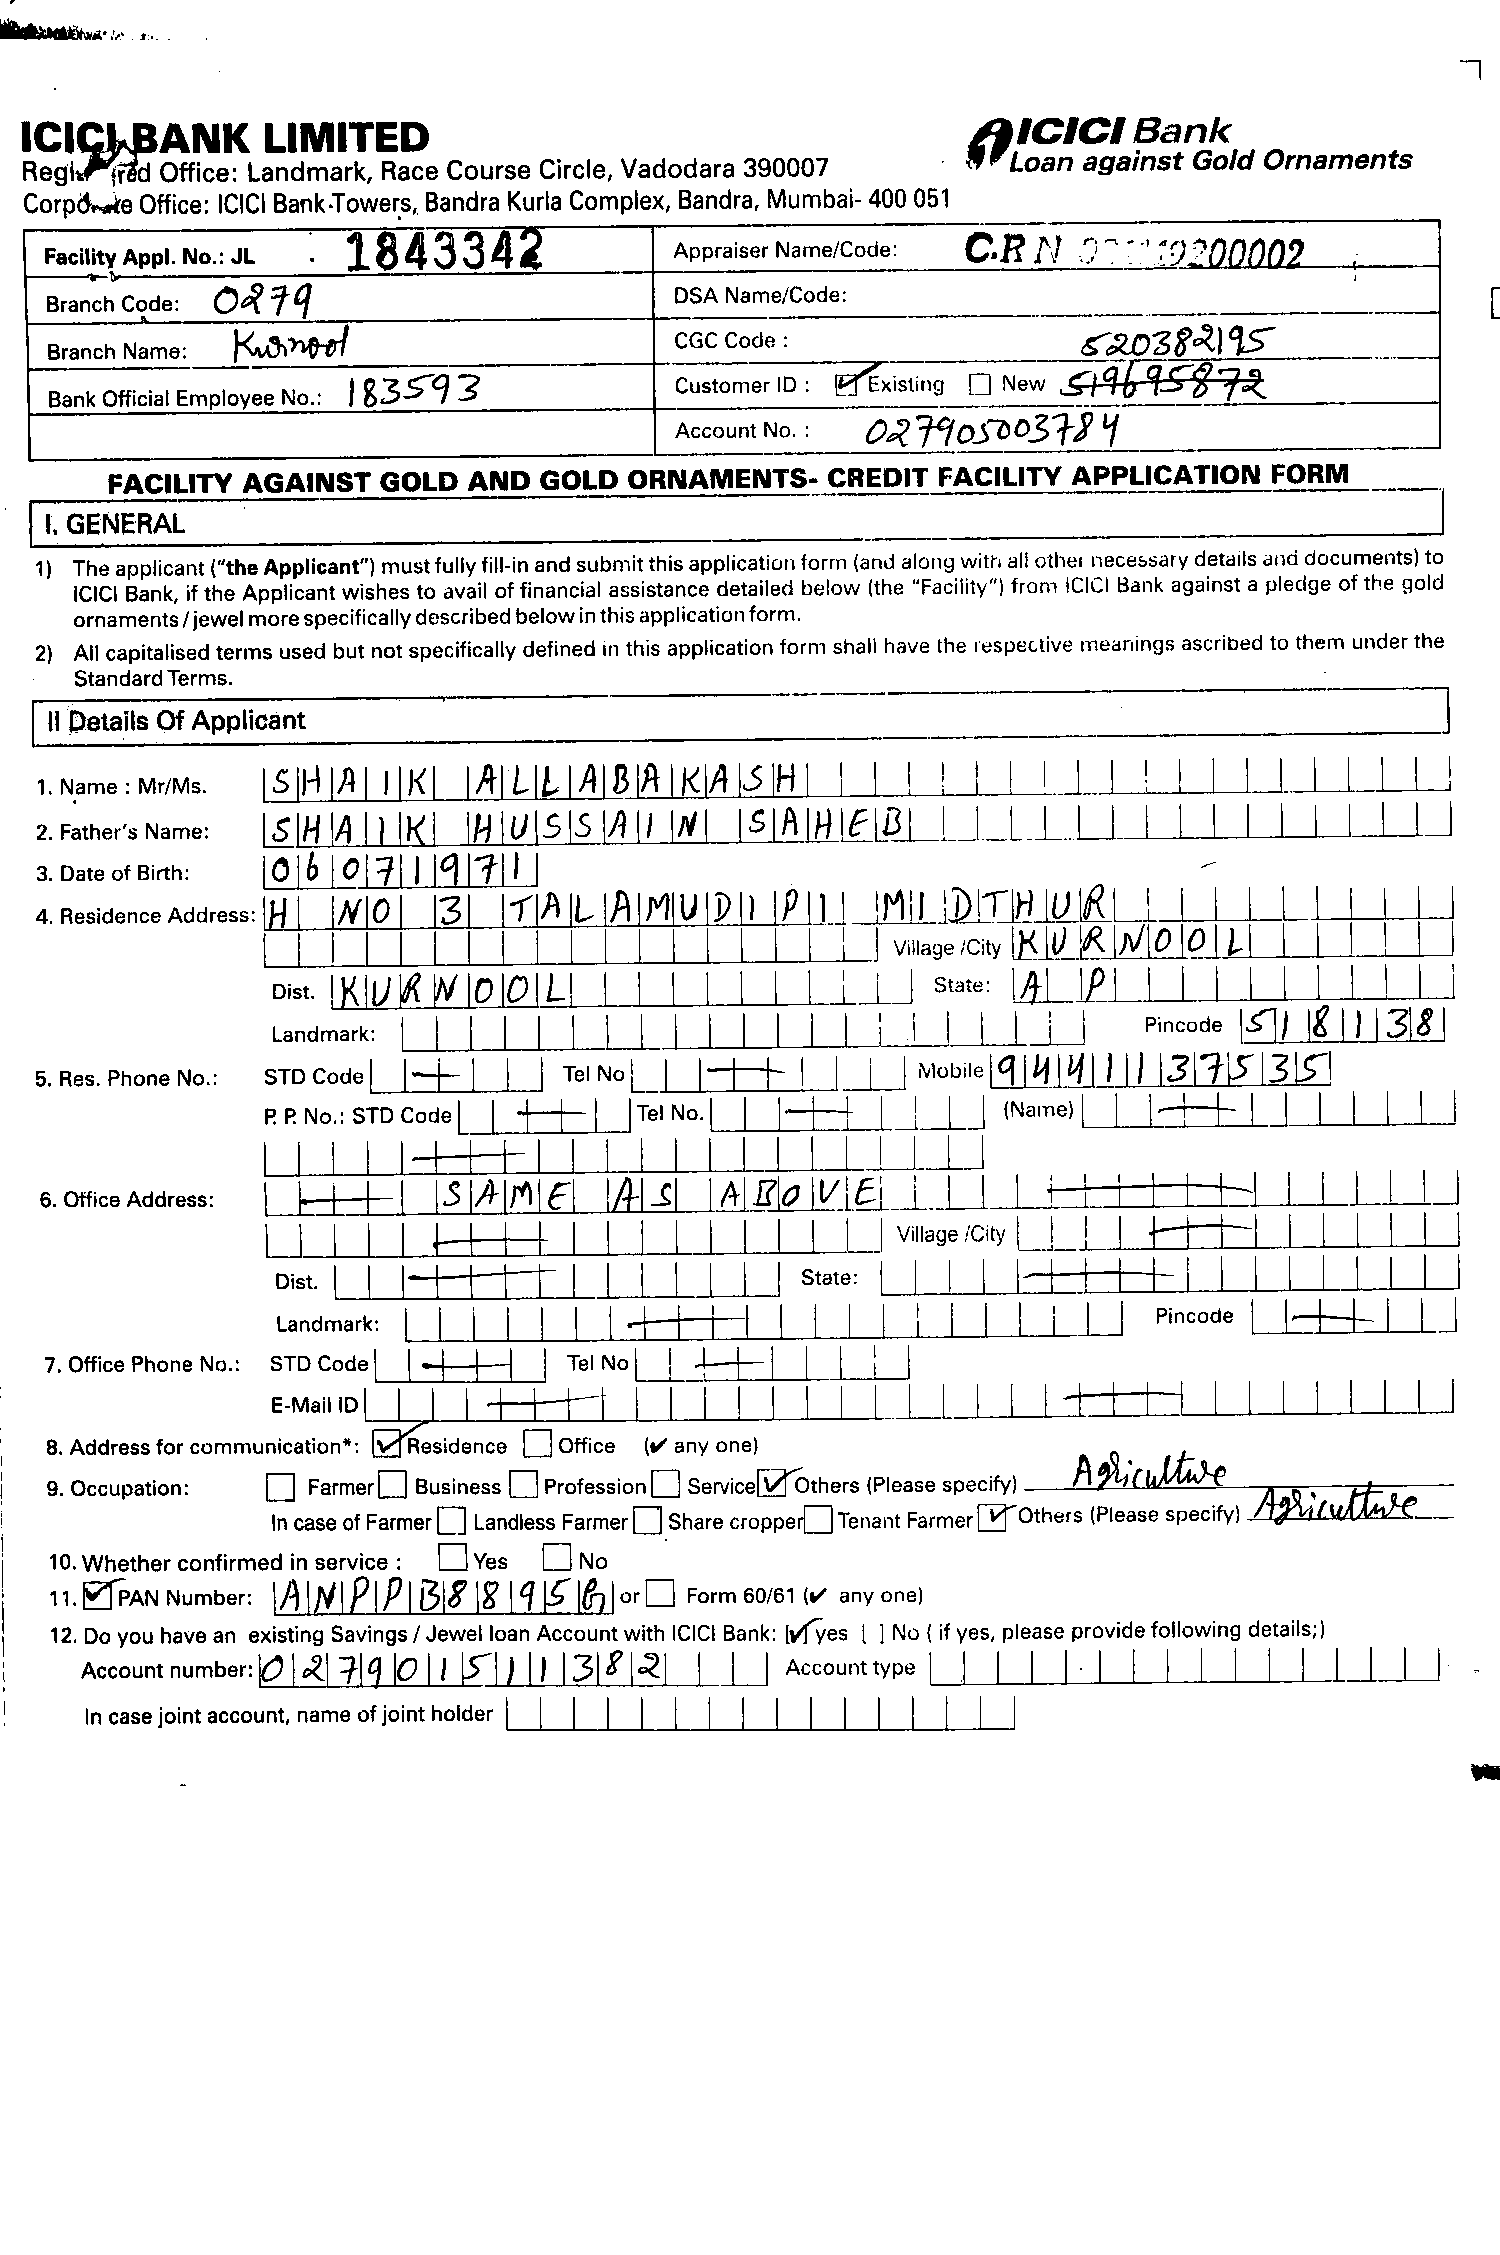 ICICI BANK LIMITED
Registered Office: Landmark, Race Course Circle, Vadodara 390007
Corporate Office: ICICI Bank Towers, Bandra Kurla Complex, Bandra, Mumbai- 400 051
ICICI Bank
Loan against Gold Ornaments
Facility Appl. No.: JL 1843342
Appraiser Name/Code: C.R N
Branch Code: 0279
DSA Name/Code:
Branch Name: Kurnool
CGC Code : 520382195
Bank Official Employee No.: 183593
Customer ID : Existing New 519695872
Account No. : 027905003784
FACILITY AGAINST GOLD AND GOLD ORNAMENTS- CREDIT FACILITY APPLICATION FORM
I. GENERAL
1) The applicant ("the Applicant") must fully fill-in and submit this application form (and along with all other necessary details and documents) to
ICICI Bank, if the Applicant wishes to avail of financial assistance detailed below (the "Facility") from ICICI Bank against a pledge of the gold
ornaments / jewel more specifically described below in this application form.
2) All capitalised terms used but not specifically defined in this application form shall have the respective meanings ascribed to them under the
Standard Terms.
II Details Of Applicant
1. Name : Mr/Ms. SHAIK ALLABAKASH
2. Father's Name: SHAIK HUSSAIN SAHEB
3. Date of Birth: 06071971
4. Residence Address: H NO 3 TALAMUDIPI MIDTHUR
Village /City KURNOOL
Dist. KURNOOL State: A P
Landmark: Pincode 518138
5. Res. Phone No.: STD Code Tel No Mobile 9441137535
P. P. No.: STD Code Tel No. (Name)
6. Office Address: SAME AS ABOVE
Village /City
Dist. State:
Landmark: Pincode
7. Office Phone No.: STD Code Tel No
E-Mail ID
8. Address for communication*: Residence Office (✔ any one)
9. Occupation: Farmer Business Profession Service Others (Please specify) Agriculture
In case of Farmer Landless Farmer Share cropper Tenant Farmer Others (Please specify) Agriculture
10. Whether confirmed in service : Yes No
11. PAN Number: ANPPB8895G or Form 60/61 (✔ any one)
12. Do you have an existing Savings / Jewel loan Account with ICICI Bank: [✓] yes [ ] No ( if yes, please provide following details;)
Account number: 027901511382 Account type
In case joint account, name of joint holder